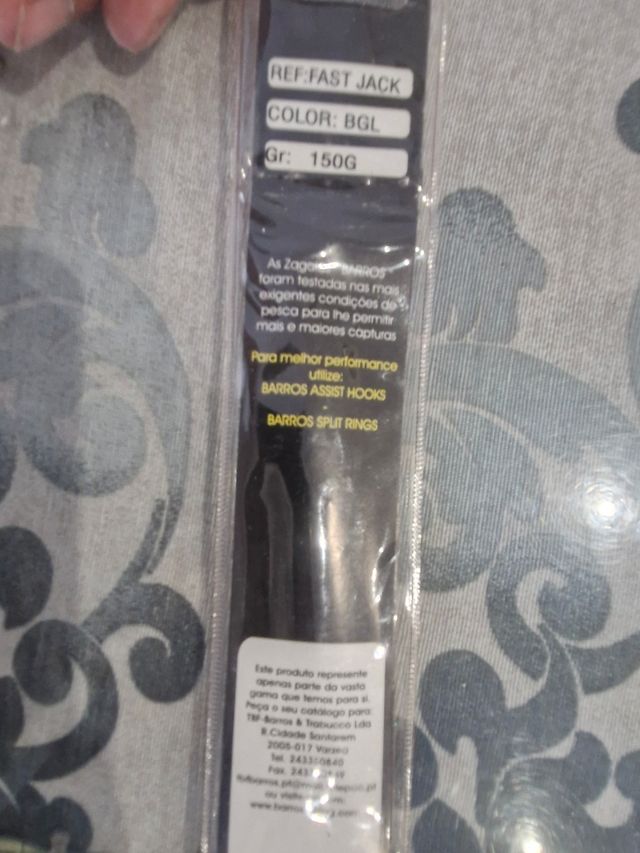 REF:FAST JACK
COLOR: BGL
Gr: 150G
As BARROS
foram testadas nas mais
exigentes condições de
pesca para lhe permitir
mais e maiores capturas
Para melhor performance
utilize:
BARROS ASSIST HOOKS
-
BARROS SPLIT RINGS
Este produto represente
apenas parte da vasta
gama que temos para si.
Peça o seu catálogo para:
TBF-Barros & Trabucco Lda
R.Cidade Santarem
2005-017 Varzea
Tel.
Fax.
ou